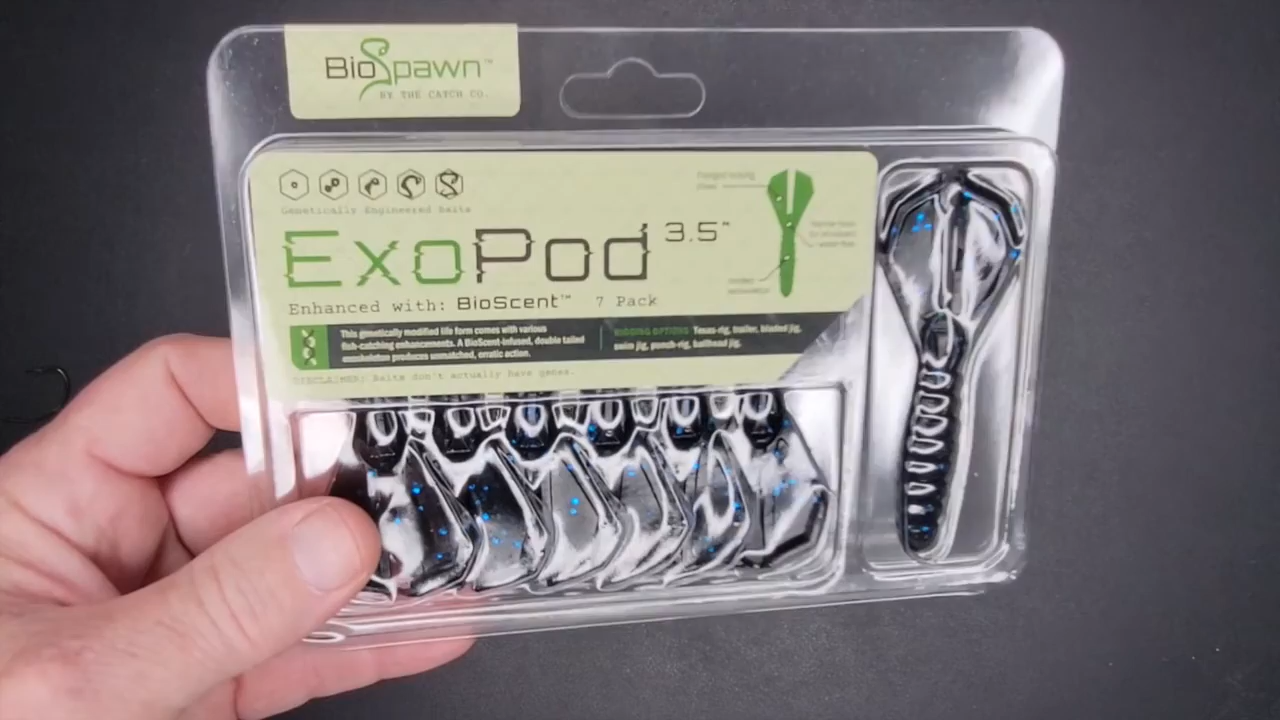 BioSpawn™
BY THE CATCH CO.
Genetically Engineered Baits
ExoPod 3.5"
Enhanced with: BioScent™ 7 Pack
This genetically modified life form comes with various
fish-catching enhancements. A BioScent-infused, double tailed
exoskeleton produces unmatched, erratic action.
RIGGING OPTIONS Texas-rig, trailer, bladed jig,
swim jig, punch-rig, ballhead jig.
DISCLAIMER: Baits don't actually have genes.